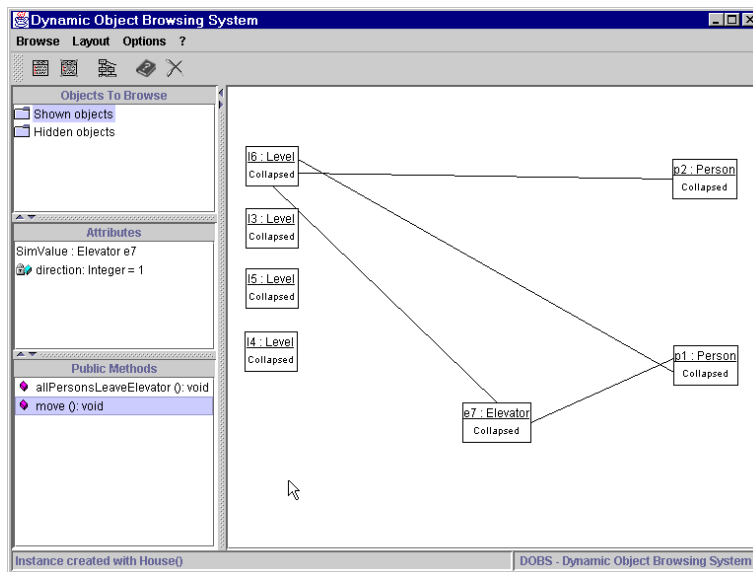 Dynamic Object Browsing System
Browse Layout Options ?
Objects To Browse
Shown objects
Hidden objects
Attributes
SimValue : Elevator e7
direction: Integer = 1
Public Methods
allPersonsLeaveElevator (): void
move (): void
l6 : Level
Collapsed
p2 : Person
Collapsed
l3 : Level
Collapsed
l5 : Level
Collapsed
l4 : Level
Collapsed
p1 : Person
Collapsed
e7 : Elevator
Collapsed
Instance created with House()
DOBS - Dynamic Object Browsing System